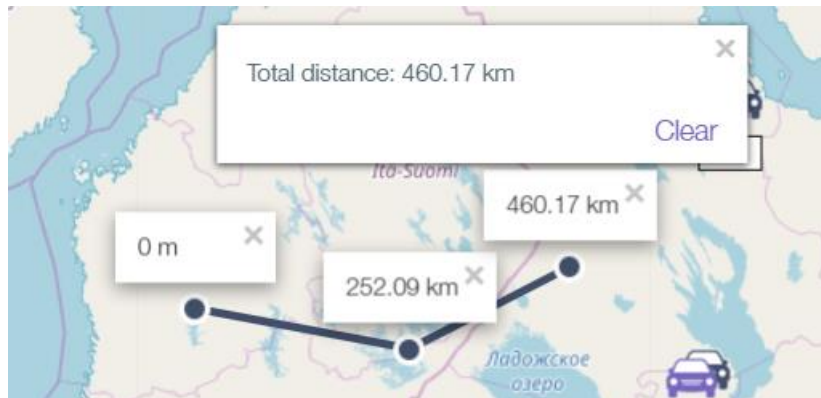 Total distance: 460.17 km
Clear
Itä-Suomi
460.17 km
0 m
252.09 km
Ладожское
озеро